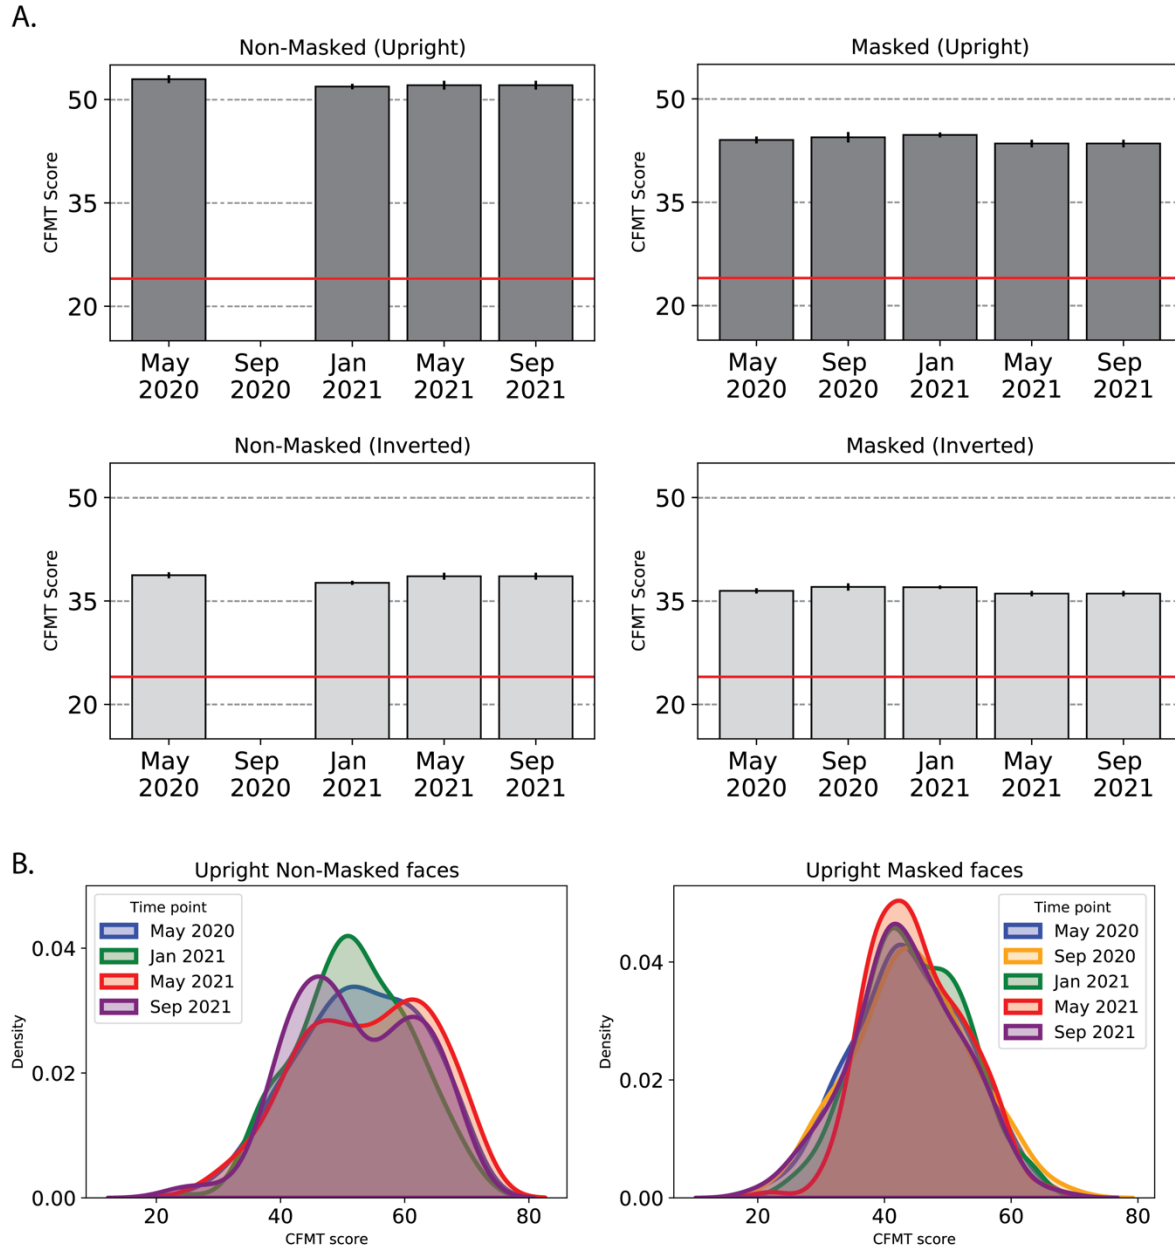 A.
Non-Masked (Upright)
CFMT Score
50
35
20
May 2020
Sep 2020
Jan 2021
May 2021
Sep 2021
Masked (Upright)
CFMT Score
50
35
20
May 2020
Sep 2020
Jan 2021
May 2021
Sep 2021
Non-Masked (Inverted)
CFMT Score
50
35
20
May 2020
Sep 2020
Jan 2021
May 2021
Sep 2021
Masked (Inverted)
CFMT Score
50
35
20
May 2020
Sep 2020
Jan 2021
May 2021
Sep 2021
B.
Upright Non-Masked faces
Time point
May 2020
Jan 2021
May 2021
Sep 2021
Density
0.04
0.02
0.00
20
40
60
80
CFMT score
Upright Masked faces
Time point
May 2020
Sep 2020
Jan 2021
May 2021
Sep 2021
Density
0.04
0.02
0.00
20
40
60
80
CFMT score